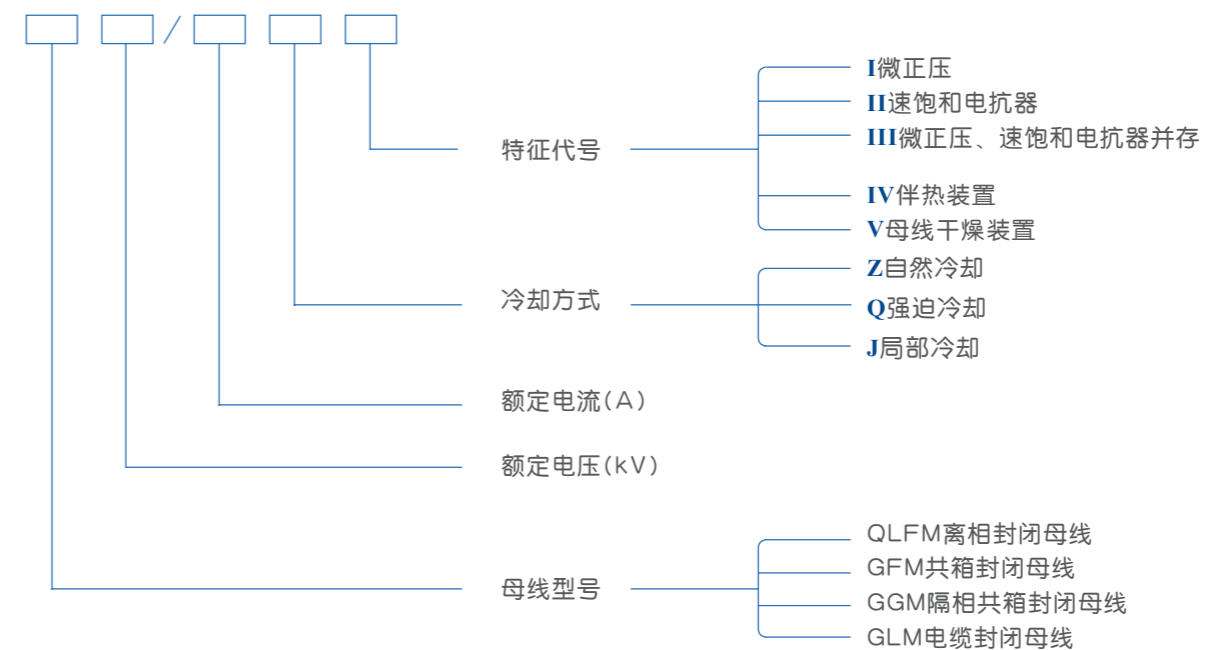 /
特征代号
I微正压
II速饱和电抗器
III微正压、速饱和电抗器并存
IV伴热装置
V母线干燥装置
冷却方式
Z自然冷却
Q强迫冷却
J局部冷却
额定电流(A)
额定电压(kV)
母线型号
QLFM离相封闭母线
GFM共箱封闭母线
GGM隔相共箱封闭母线
GLM电缆封闭母线